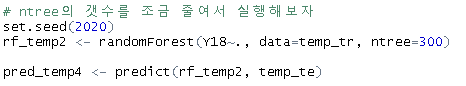 # ntree의 갯수를 조금 줄여서 실행해보자
set.seed(2020)
rf_temp2 <- randomForest(Y18~., data=temp_tr, ntree=300)
pred_temp4 <- predict(rf_temp2, temp_te)